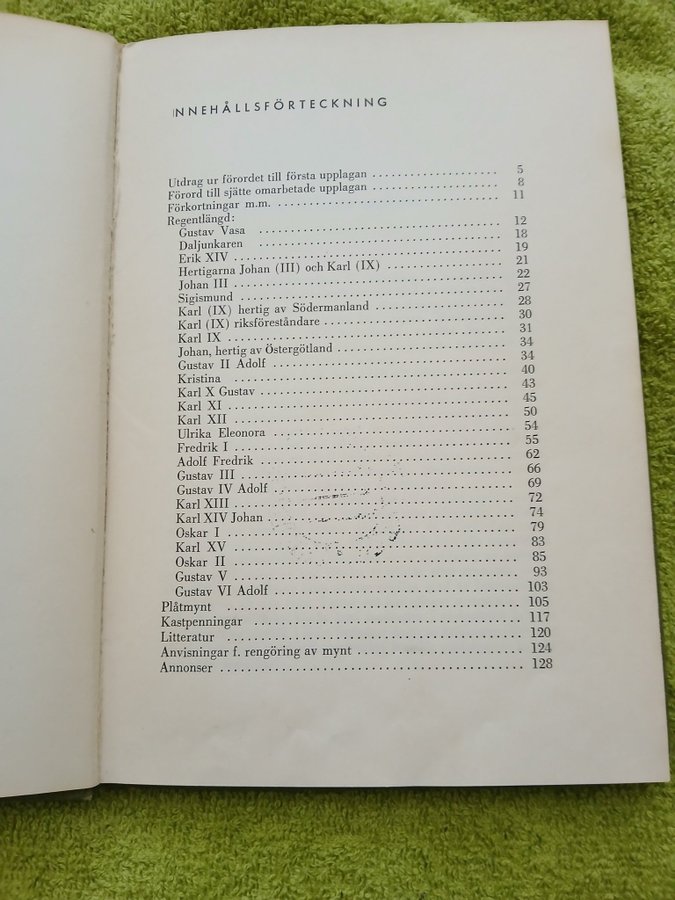 INNEHÅLLSFÖRTECKNING
Utdrag ur förordet till första upplagan . . . . . . . . . . . . . . . . . . . . 5
Förord till sjätte omarbetade upplagan . . . . . . . . . . . . . . . . . . . . 8
Förkortningar m.m. . . . . . . . . . . . . . . . . . . . . 11
Regentlängd:
Gustav Vasa . . . . . . . . . . . . . . . . . . . . 12
Daljunkaren . . . . . . . . . . . . . . . . . . . . 18
Erik XIV . . . . . . . . . . . . . . . . . . . . 19
Hertigarna Johan (III) och Karl (IX) . . . . . . . . . . . . . . . . . . . . 21
Johan III . . . . . . . . . . . . . . . . . . . . 22
Sigismund . . . . . . . . . . . . . . . . . . . . 27
Karl (IX) hertig av Södermanland . . . . . . . . . . . . . . . . . . . . 28
Karl (IX) riksföreståndare . . . . . . . . . . . . . . . . . . . . 30
Karl IX . . . . . . . . . . . . . . . . . . . . 31
Johan, hertig av Östergötland . . . . . . . . . . . . . . . . . . . . 34
Gustav II Adolf . . . . . . . . . . . . . . . . . . . . 34
Kristina . . . . . . . . . . . . . . . . . . . . 40
Karl X Gustav . . . . . . . . . . . . . . . . . . . . 43
Karl XI . . . . . . . . . . . . . . . . . . . . 45
Karl XII . . . . . . . . . . . . . . . . . . . . 50
Ulrika Eleonora . . . . . . . . . . . . . . . . . . . . 54
Fredrik I . . . . . . . . . . . . . . . . . . . . 55
Adolf Fredrik . . . . . . . . . . . . . . . . . . . . 62
Gustav III . . . . . . . . . . . . . . . . . . . . 66
Gustav IV Adolf . . . . . . . . . . . . . . . . . . . . 69
Karl XIII . . . . . . . . . . . . . . . . . . . . 72
Karl XIV Johan . . . . . . . . . . . . . . . . . . . . 74
Oskar I . . . . . . . . . . . . . . . . . . . . 79
Karl XV . . . . . . . . . . . . . . . . . . . . 83
Oskar II . . . . . . . . . . . . . . . . . . . . 85
Gustav V . . . . . . . . . . . . . . . . . . . . 93
Gustav VI Adolf . . . . . . . . . . . . . . . . . . . . 103
Plåtmynt . . . . . . . . . . . . . . . . . . . . 105
Kastpenningar . . . . . . . . . . . . . . . . . . . . 117
Litteratur . . . . . . . . . . . . . . . . . . . . 120
Anvisningar f. rengöring av mynt . . . . . . . . . . . . . . . . . . . . 124
Annonser . . . . . . . . . . . . . . . . . . . . 128